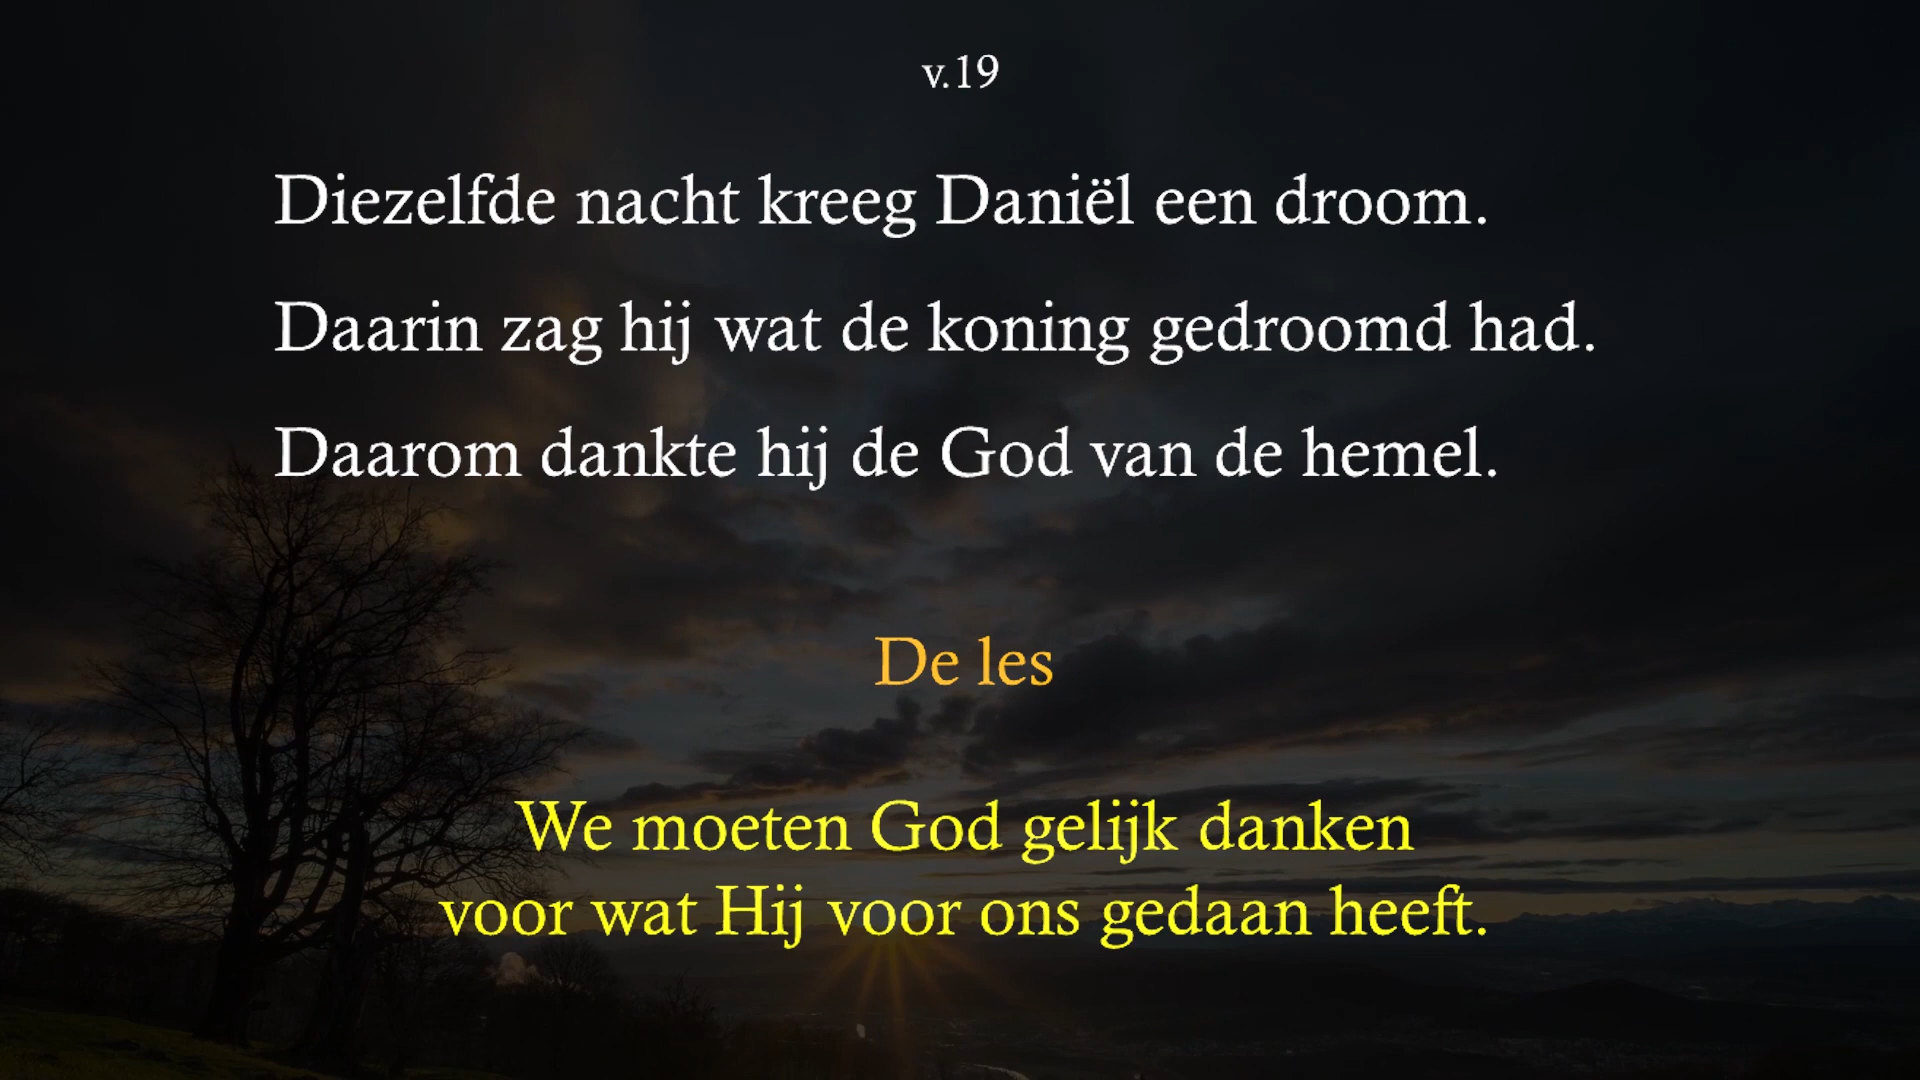 v.19
Diezelfde nacht kreeg Daniël een droom.
Daarin zag hij wat de koning gedroomd had.
Daarom dankte hij de God van de hemel.
De les
We moeten God gelijk danken
voor wat Hij voor ons gedaan heeft.